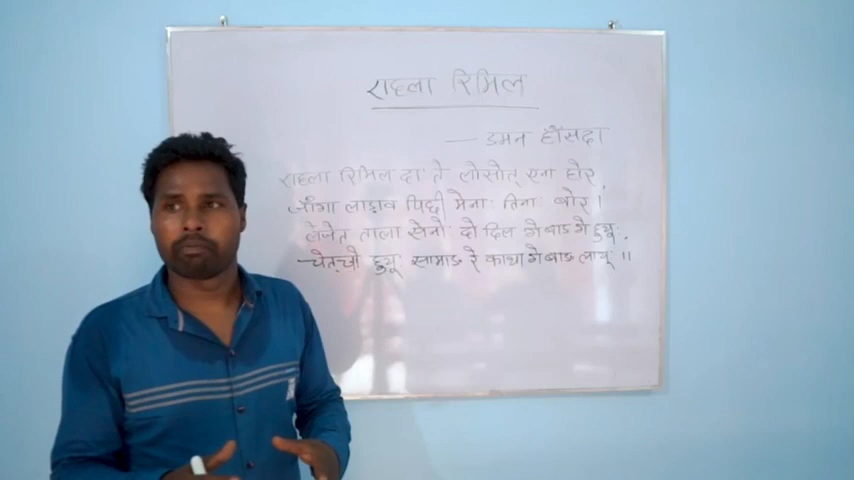 राहला रिमिल
— डमन हाँसदा
राहला रिमिल दाः ते लोसोत् एना होर,
जाँगा लाड़ाव पिद्वी मेनाः तिनाः बोर।
लेजेत् ताला सेनोः दो दिल गे बाङ गे हुयूः,
चेत्चो हुयूः सामाङ रे काथा गे बाङ लायूः॥